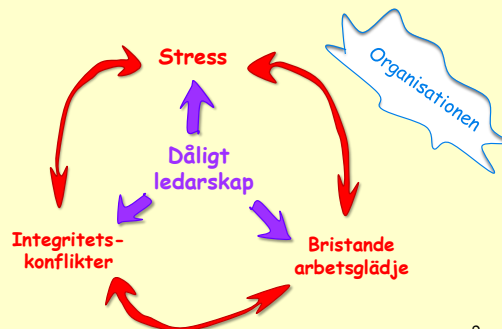 Stress
Organisationen
Dåligt
ledarskap
Integritets-
konflikter
Bristande
arbetsglädje